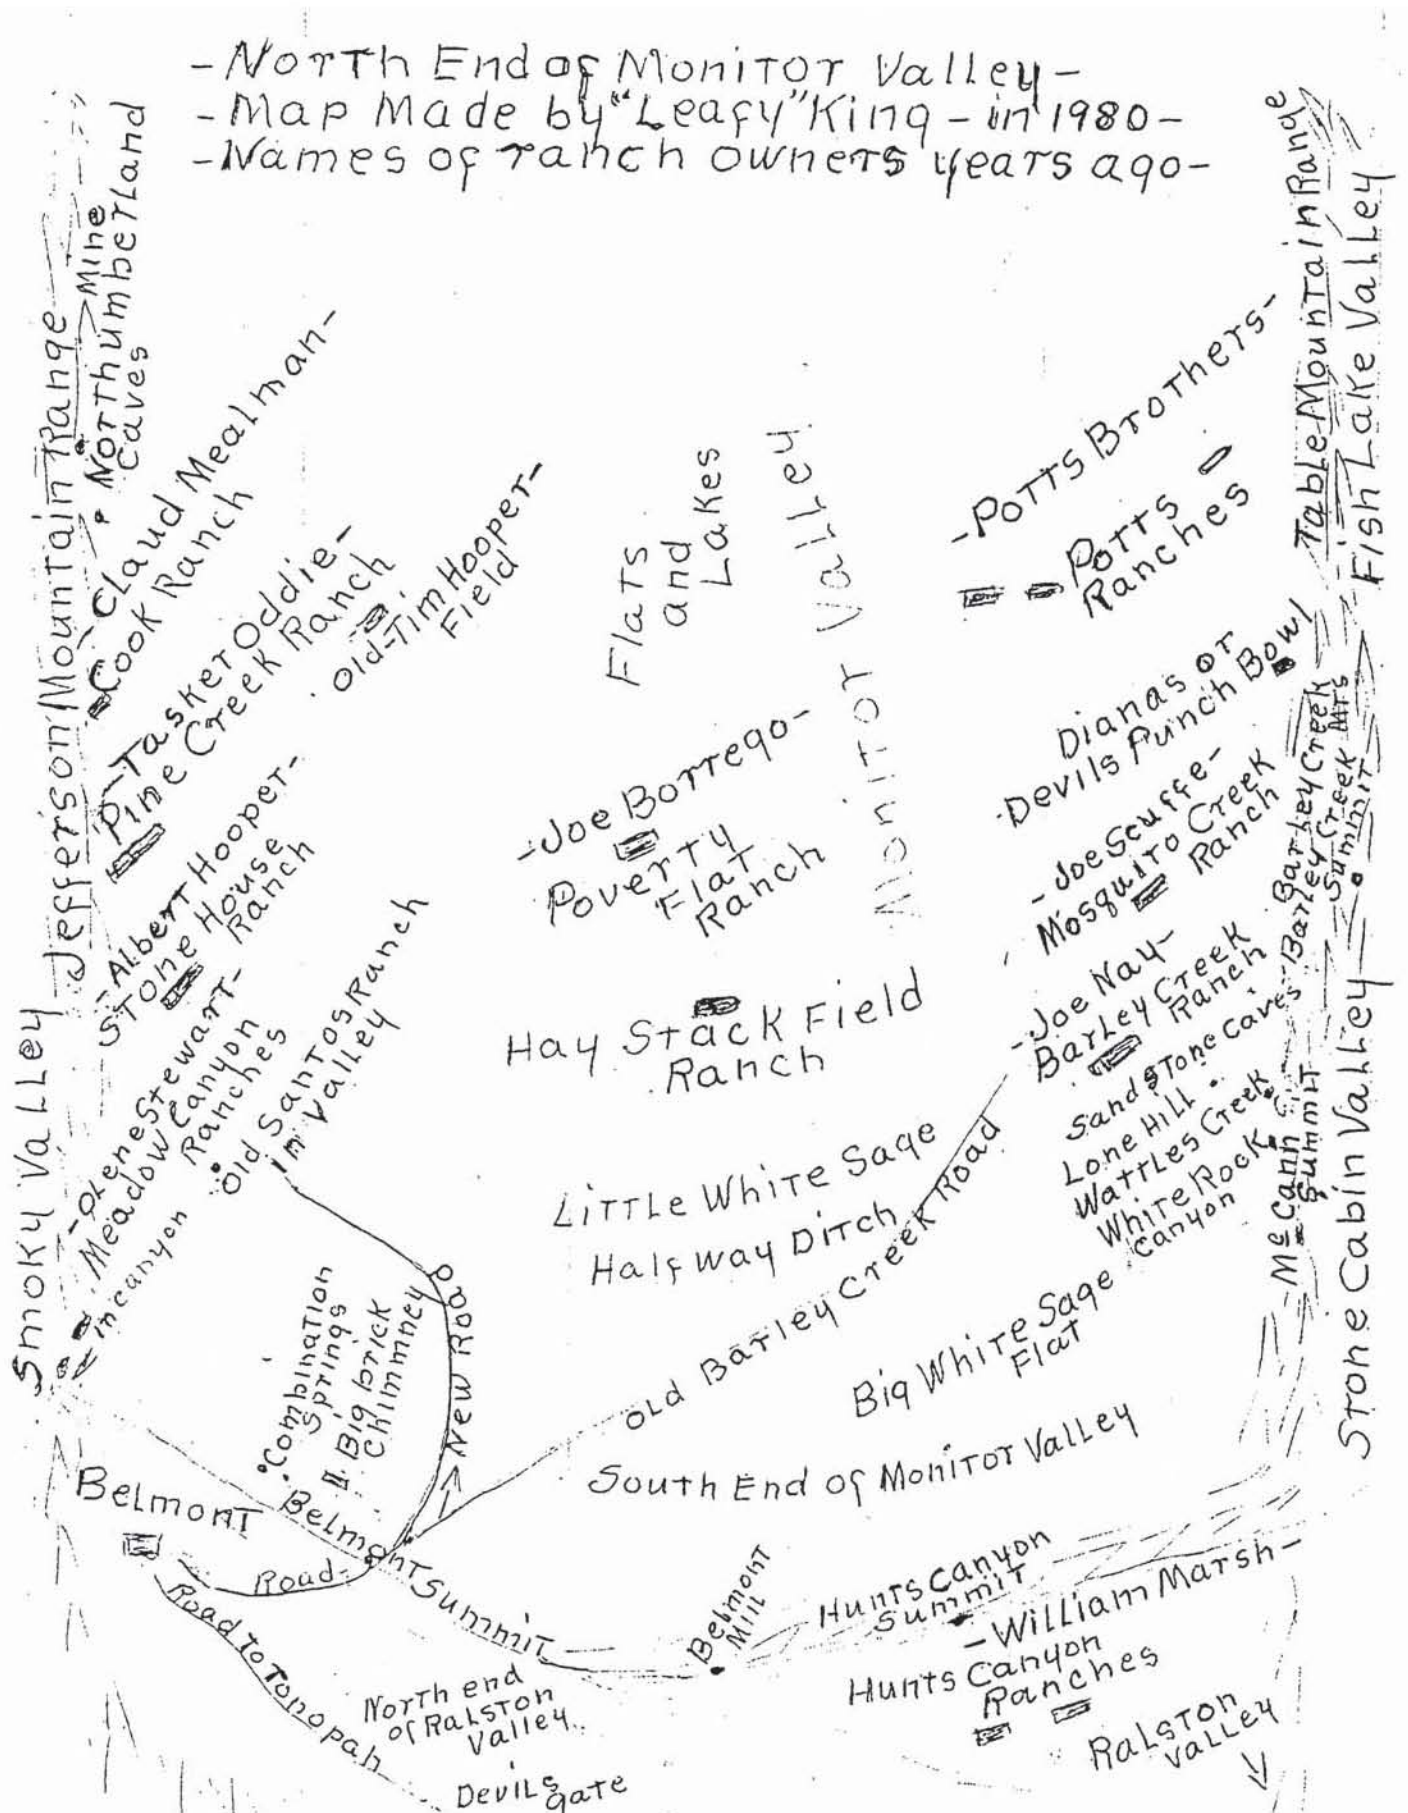 -North End of Monitor Valley-
-Map Made by "Leafy" King - in 1980-
-Names of ranch owners years ago-
Jefferson Mountain Range
Mine
Northumberland
Caves
Table Mountain Range
Fish Lake Valley
-Claud Mealman-
Cook Ranch
-Tasker Oddie-
Pine Creek Ranch
Old-Tim Hooper-
Field
Flats
and
Lakes
Monitor Valley
-Potts Brothers-
Potts
Ranches
Dianas or
Devils Punch Bowl
-Joe Scuffe-
Mosquito Creek
Ranch
Barley Creek
Barley Creek Mts
Summit
-Albert Hooper-
Stone House
Ranch
-Joe Borrego-
Poverty
Flat
Ranch
-Joe Nay-
Barley Creek
Ranch
Hay Stack Field
Ranch
Sand Stone Caves
Lone Hill
Wattles Creek
White Rock
Canyon
McCann
Summit
Stone Cabin Valley
Smoky Valley
-Olene Stewart-
Meadow Canyon
Ranches
in canyon
Old Santos Ranch
in Valley
Little White Sage
Half Way Ditch
Old Barley Creek Road
Big White Sage
Flat
New Road
Combination
Springs
Big brick
Chimney
South End of Monitor Valley
Belmont
Belmont Summit
Road
Road To Tonopah
Belmont
Mill
Hunts Canyon
Summit
-William Marsh-
Hunts Canyon
Ranches
North end
of Ralston
Valley
Devils
gate
Ralston
Valley